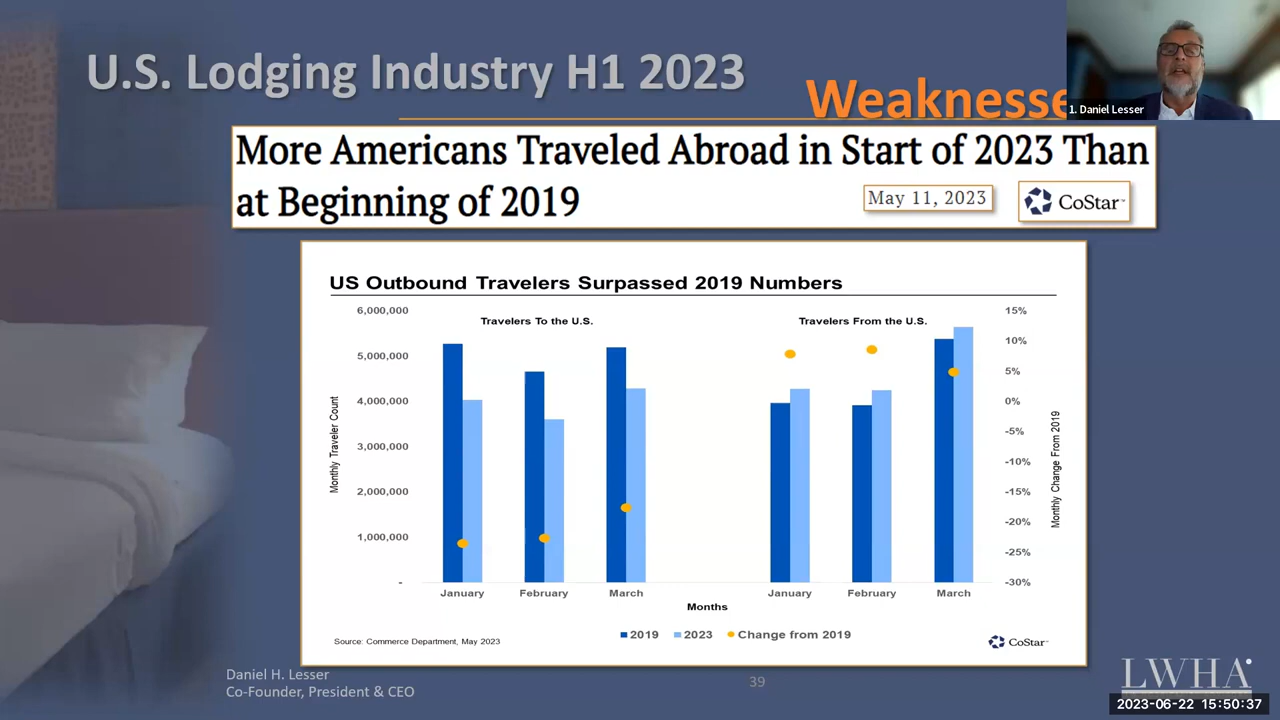 U.S. Lodging Industry H1 2023
Weaknesse
1. Daniel Lesser
More Americans Traveled Abroad in Start of 2023 Than
at Beginning of 2019
May 11, 2023
CoStar™
US Outbound Travelers Surpassed 2019 Numbers
Travelers To the U.S.
Travelers From the U.S.
Monthly Traveler Count
6,000,000
5,000,000
4,000,000
3,000,000
2,000,000
1,000,000
-
15%
10%
5%
0%
-5%
-10%
-15%
-20%
-25%
-30%
Monthly Change From 2019
January February March January February March
Months
2019 2023 Change from 2019
Source: Commerce Department, May 2023
CoStar™
Daniel H. Lesser
Co-Founder, President & CEO
39
LWHA
2023-06-22 15:50:37